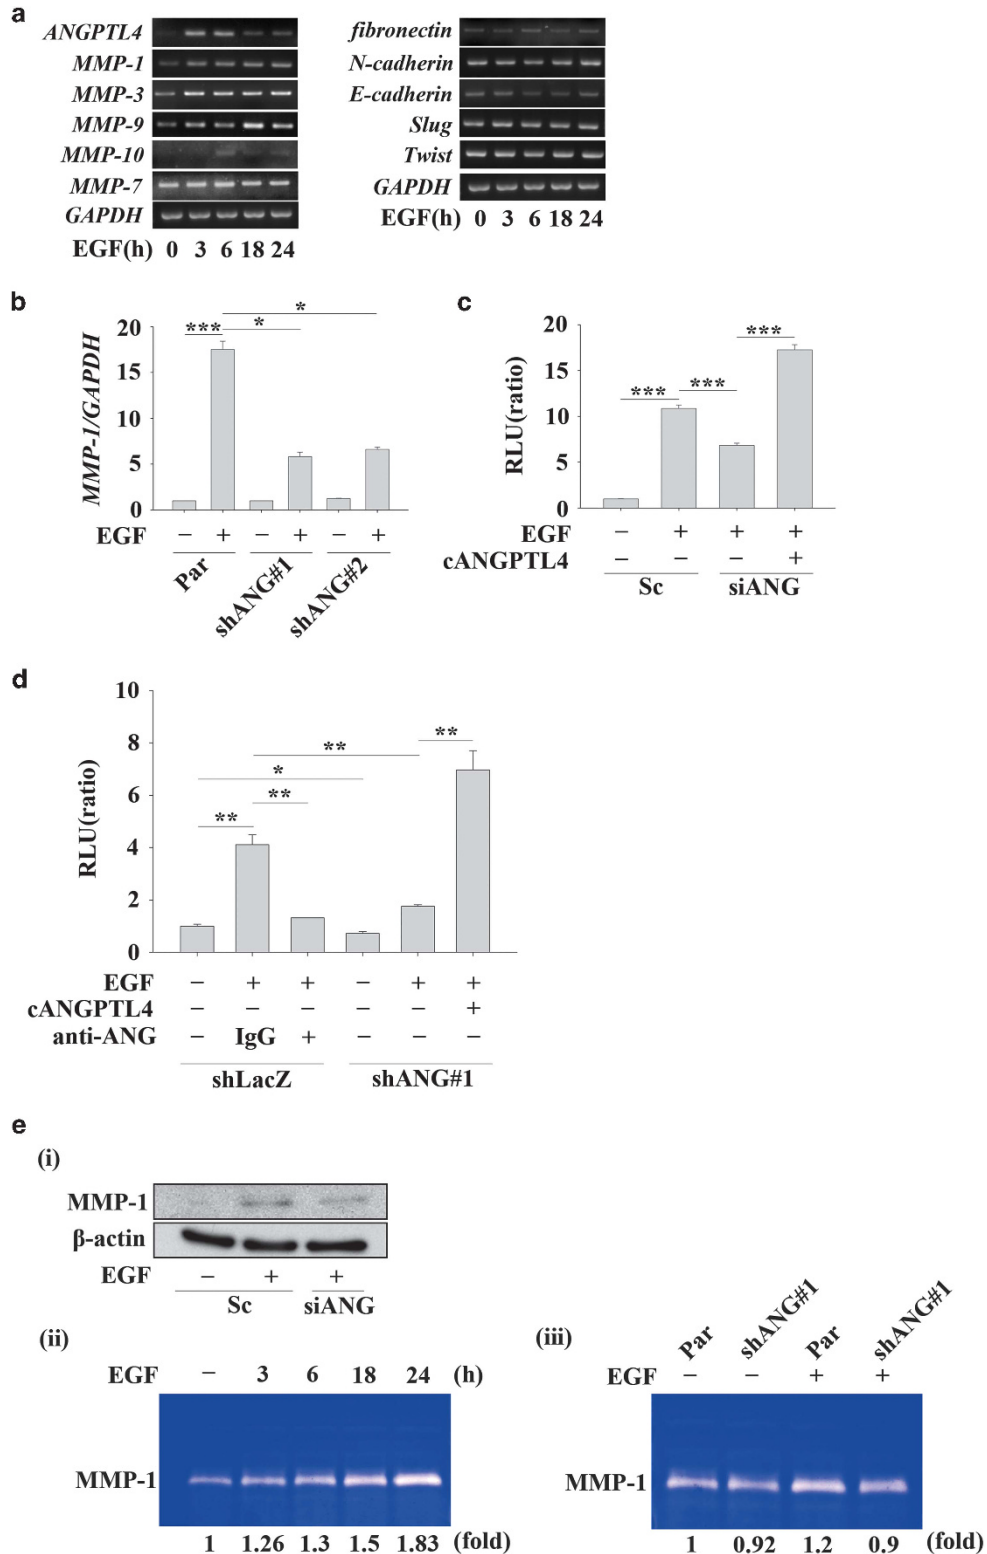 a
ANGPTL4
MMP-1
MMP-3
MMP-9
MMP-10
MMP-7
GAPDH
EGF(h) 0 3 6 18 24
fibronectin
N-cadherin
E-cadherin
Slug
Twist
GAPDH
EGF(h) 0 3 6 18 24
b
MMP-1/GAPDH
20
15
10
5
0
*
*
***
EGF − + − + − +
Par shANG#1 shANG#2
c
RLU(ratio)
20
15
10
5
0
***
***
***
EGF − + + +
cANGPTL4 − − − +
Sc siANG
d
RLU(ratio)
10
8
6
4
2
0
**
**
*
**
**
EGF − + + − + +
cANGPTL4 − − − − − +
anti-ANG − IgG + − − −
shLacZ shANG#1
e
(i)
MMP-1
β-actin
EGF − + +
Sc siANG
(ii)
EGF − 3 6 18 24 (h)
MMP-1
1 1.26 1.3 1.5 1.83 (fold)
(iii)
Par shANG#1 Par shANG#1
EGF − − + +
MMP-1
1 0.92 1.2 0.9 (fold)